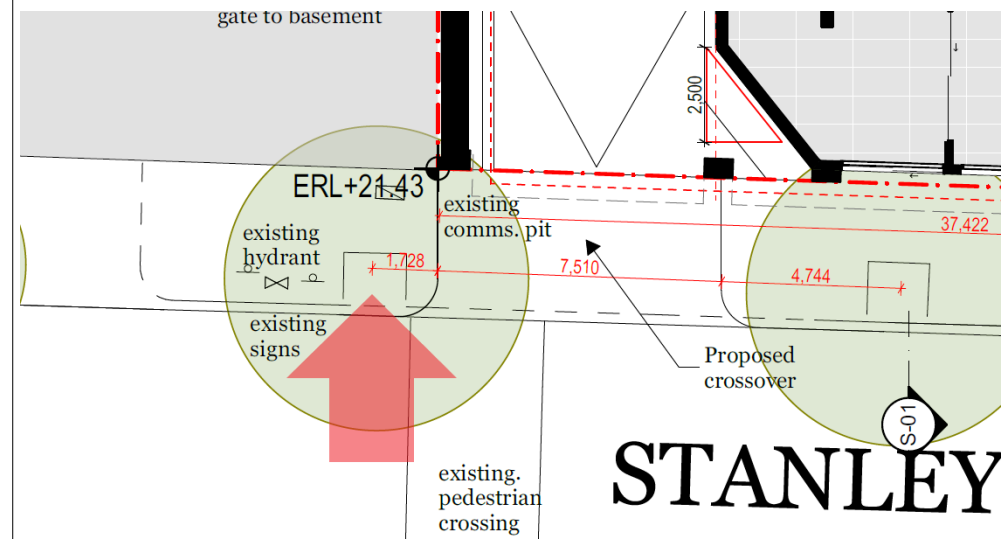 gate to basement
2,500
ERL+21.43
existing
comms. pit
37,422
existing
hydrant
1,728
7,510
4,744
existing
signs
Proposed
crossover
S-01
STANLEY
existing.
pedestrian
crossing